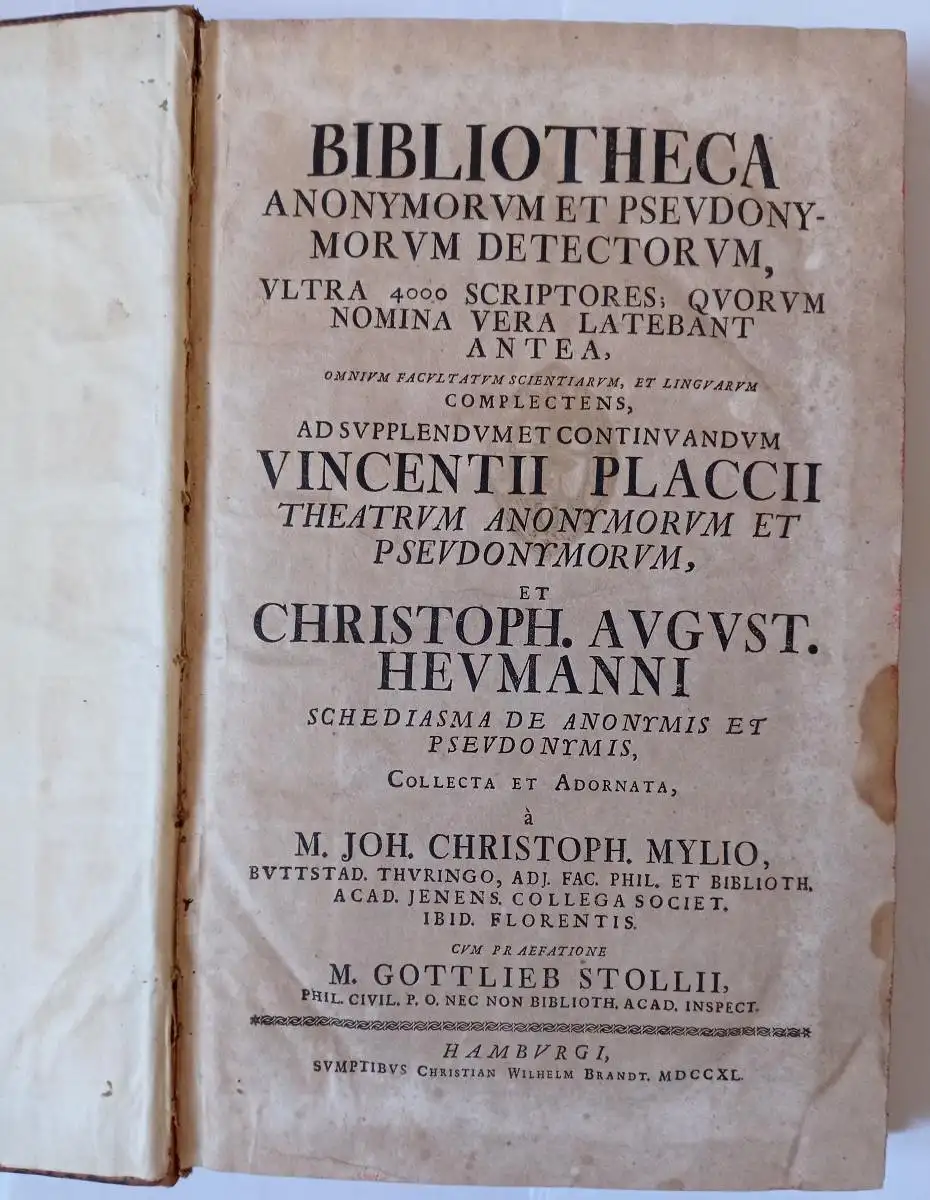 BIBLIOTHECA
ANONYMORVM ET PSEVDONY-
MORVM DETECTORVM,
VLTRA 4000 SCRIPTORES; QVORVM
NOMINA VERA LATEBANT
ANTEA,
OMNIVM FACVLTATVM SCIENTIARVM, ET LINGVARVM
COMPLECTENS,
AD SVPPLENDVM ET CONTINVANDVM
VINCENTII PLACCII
THEATRVM ANONYMORVM ET
PSEVDONYMORVM,
ET
CHRISTOPH. AVGVST.
HEVMANNI
SCHEDIASMA DE ANONYMIS ET
PSEVDONYMIS,
COLLECTA ET ADORNATA,
à
M. JOH. CHRISTOPH. MYLIO,
BVTTSTAD. THVRINGO, ADJ. FAC. PHIL. ET BIBLIOTH.
ACAD. JENENS. COLLEGA SOCIET.
IBID. FLORENTIS.
CVM PRAEFATIONE
M. GOTTLIEB STOLLII,
PHIL. CIVIL. P. O. NEC NON BIBLIOTH. ACAD. INSPECT.
HAMBVRGI,
SVMPTIBVS CHRISTIAN WILHELM BRANDT. MDCCXL.